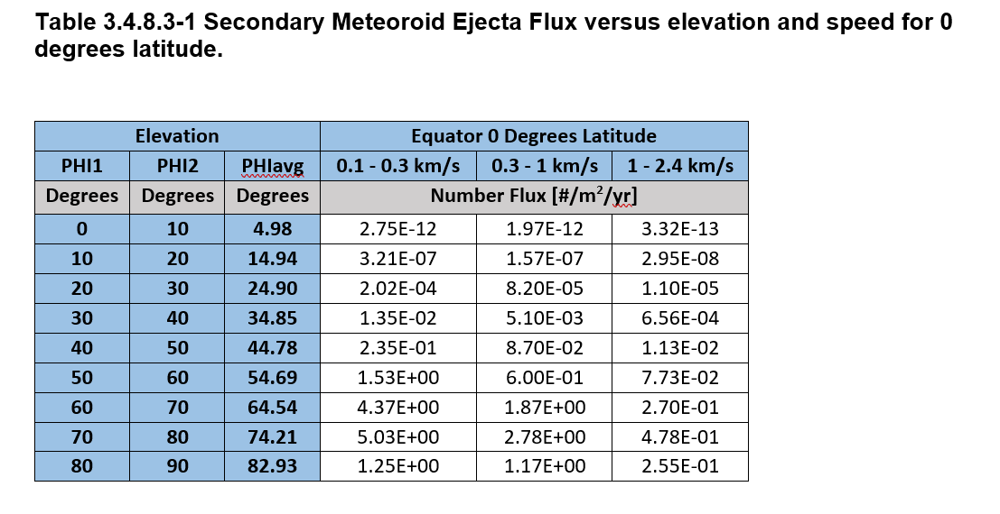 Table 3.4.8.3-1 Secondary Meteoroid Ejecta Flux versus elevation and speed for 0
degrees latitude.
Elevation Equator 0 Degrees Latitude
PHI1 PHI2 PHIavg 0.1 - 0.3 km/s 0.3 - 1 km/s 1 - 2.4 km/s
Degrees Degrees Degrees Number Flux [#/m²/yr]
0 10 4.98 2.75E-12 1.97E-12 3.32E-13
10 20 14.94 3.21E-07 1.57E-07 2.95E-08
20 30 24.90 2.02E-04 8.20E-05 1.10E-05
30 40 34.85 1.35E-02 5.10E-03 6.56E-04
40 50 44.78 2.35E-01 8.70E-02 1.13E-02
50 60 54.69 1.53E+00 6.00E-01 7.73E-02
60 70 64.54 4.37E+00 1.87E+00 2.70E-01
70 80 74.21 5.03E+00 2.78E+00 4.78E-01
80 90 82.93 1.25E+00 1.17E+00 2.55E-01